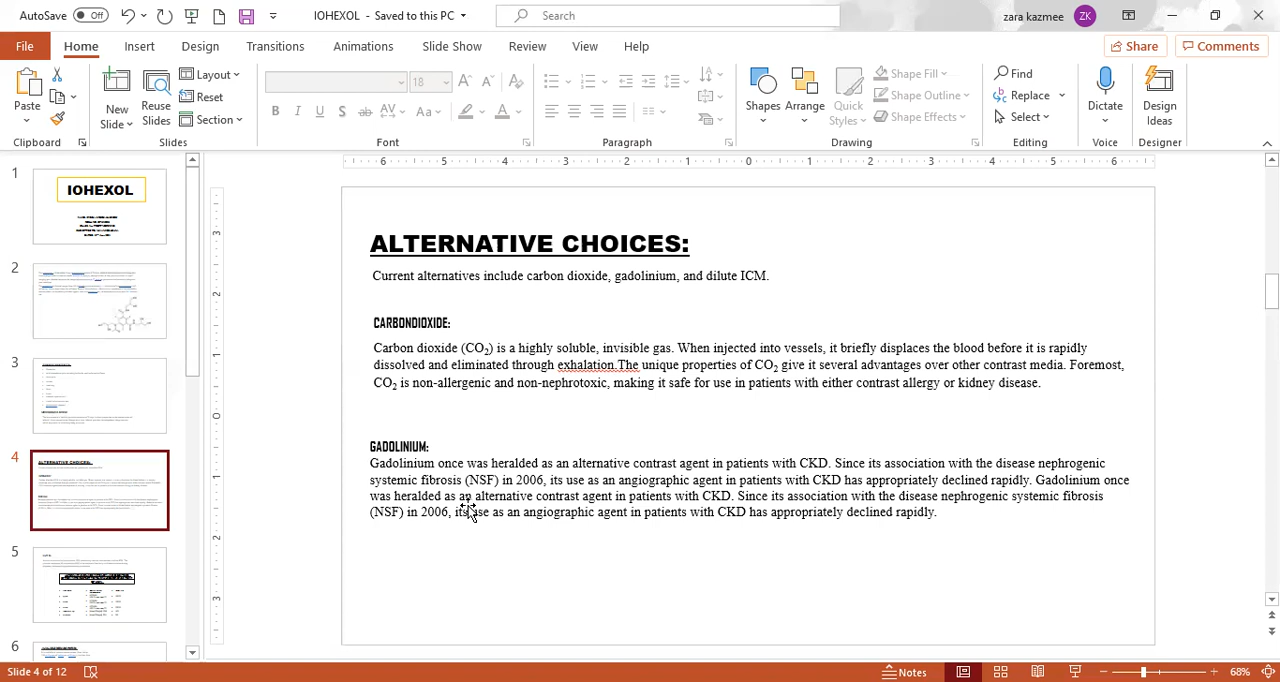 AutoSave Off IOHEXOL - Saved to this PC Search zara kazmee ZK
File Home Insert Design Transitions Animations Slide Show Review View Help Share Comments
Paste New Slide Reuse Slides Layout Reset Section 18 Shapes Arrange Quick Styles Shape Fill Shape Outline Shape Effects Find Replace Select Dictate Design Ideas
Clipboard Slides Font Paragraph Drawing Editing Voice Designer
1
IOHEXOL
2
3
4
5
6
ALTERNATIVE CHOICES:
Current alternatives include carbon dioxide, gadolinium, and dilute ICM.
CARBONDIOXIDE:
Carbon dioxide (CO2) is a highly soluble, invisible gas. When injected into vessels, it briefly displaces the blood before it is rapidly
dissolved and eliminated through exhalation.The unique properties of CO2 give it several advantages over other contrast media. Foremost,
CO2 is non-allergenic and non-nephrotoxic, making it safe for use in patients with either contrast allergy or kidney disease.
GADOLINIUM:
Gadolinium once was heralded as an alternative contrast agent in patients with CKD. Since its association with the disease nephrogenic
systemic fibrosis (NSF) in 2006, its use as an angiographic agent in patients with CKD has appropriately declined rapidly. Gadolinium once
was heralded as an alternative contrast agent in patients with CKD. Since its association with the disease nephrogenic systemic fibrosis
(NSF) in 2006, its use as an angiographic agent in patients with CKD has appropriately declined rapidly.
Slide 4 of 12 Notes 68%